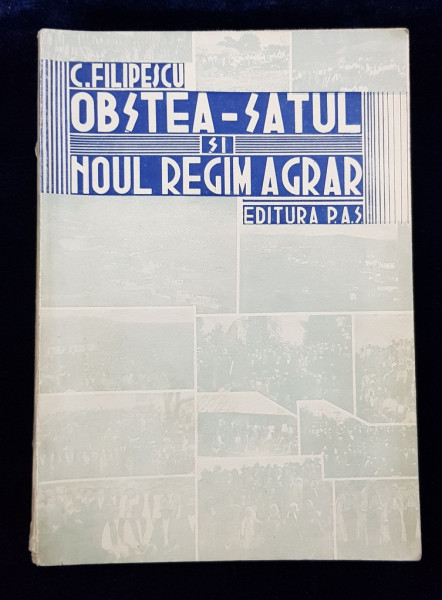 C. FILIPESCU
OBSTEA-SATUL
SI
NOUL REGIM AGRAR
EDITURA P.A.S